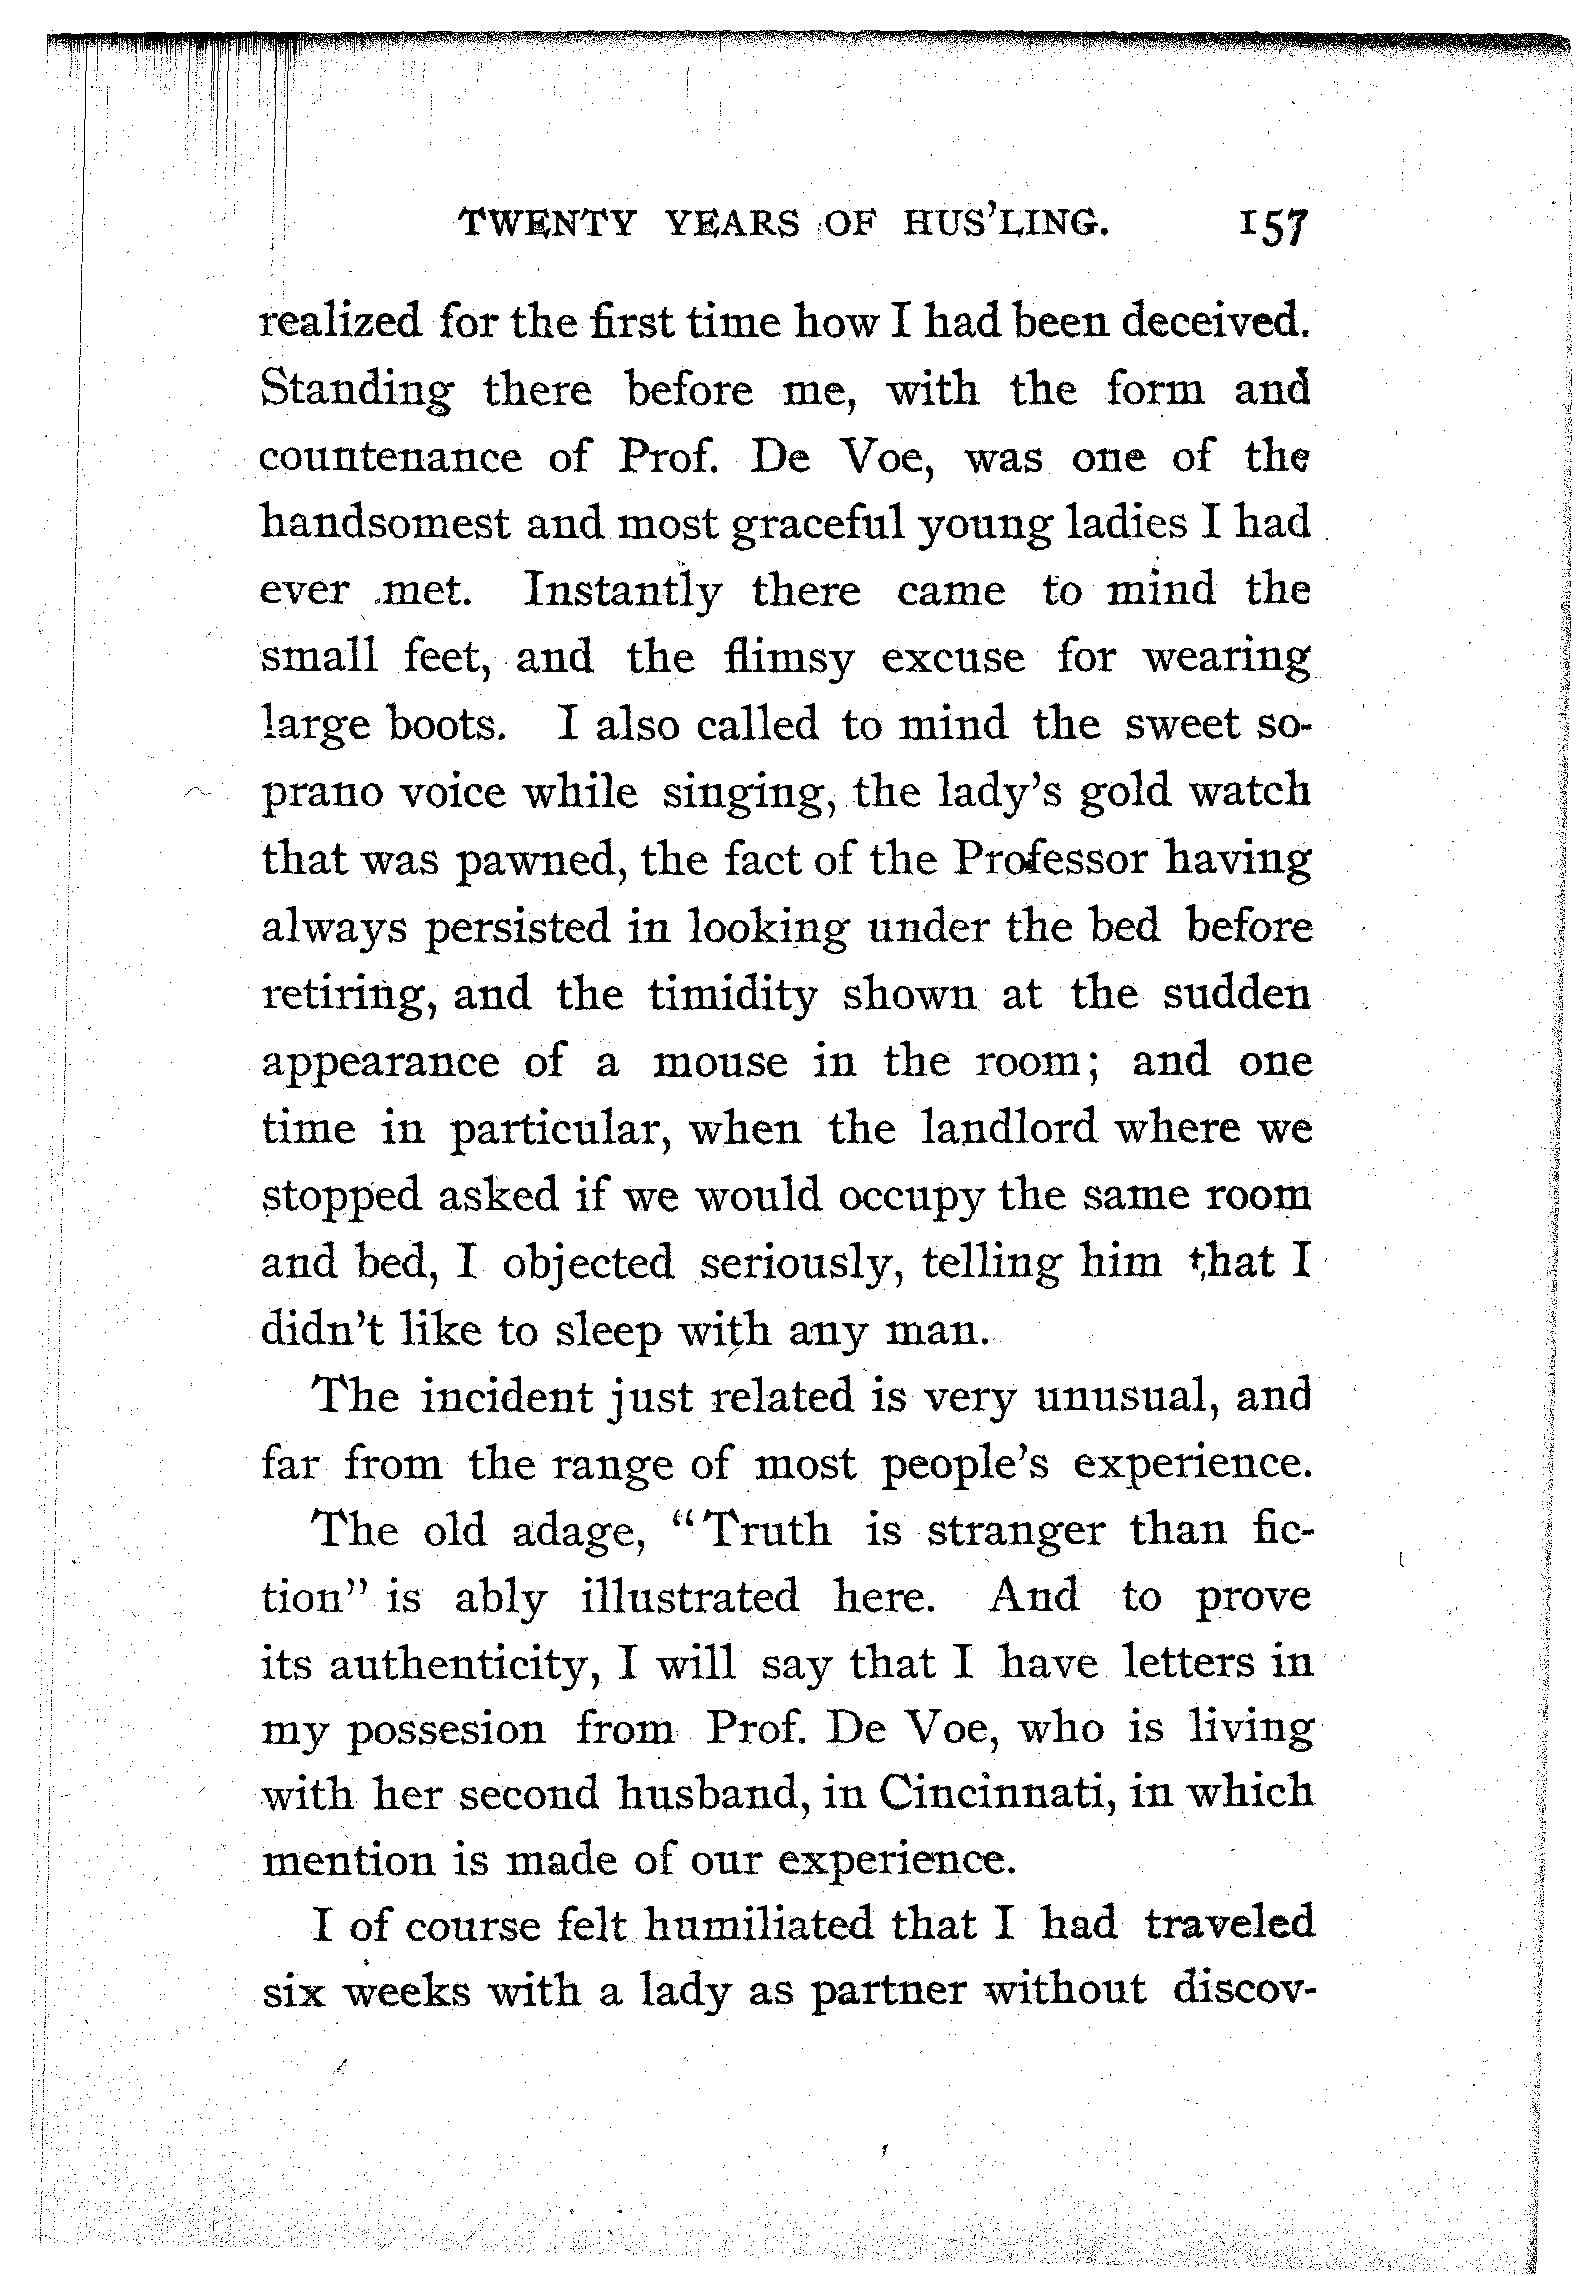 TWENTY YEARS OF HUS'LING. 157
realized for the first time how I had been deceived.
Standing there before me, with the form and
countenance of Prof. De Voe, was one of the
handsomest and most graceful young ladies I had
ever met. Instantly there came to mind the
small feet, and the flimsy excuse for wearing
large boots. I also called to mind the sweet so-
prano voice while singing, the lady's gold watch
that was pawned, the fact of the Professor having
always persisted in looking under the bed before
retiring, and the timidity shown at the sudden
appearance of a mouse in the room; and one
time in particular, when the landlord where we
stopped asked if we would occupy the same room
and bed, I objected seriously, telling him that I
didn't like to sleep with any man.
The incident just related is very unusual, and
far from the range of most people's experience.
The old adage, "Truth is stranger than fic-
tion" is ably illustrated here. And to prove
its authenticity, I will say that I have letters in
my possesion from Prof. De Voe, who is living
with her second husband, in Cincinnati, in which
mention is made of our experience.
I of course felt humiliated that I had traveled
six weeks with a lady as partner without discov-